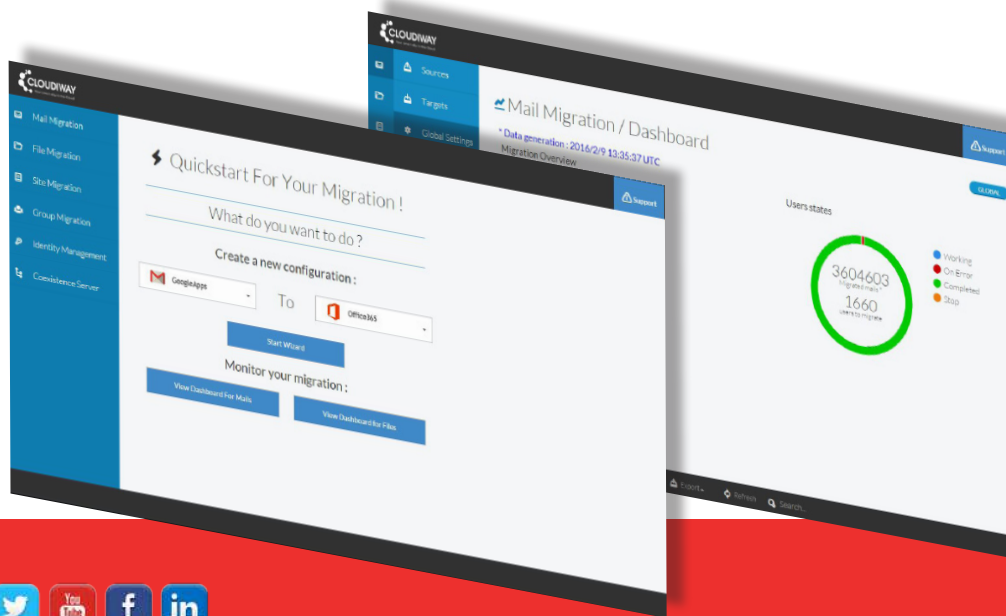 CLOUDIWAY
Mail Migration
File Migration
Site Migration
Group Migration
Identity Management
Coexistence Server
Quickstart For Your Migration !
What do you want to do ?
Create a new configuration :
GoogleApps
To
Office365
Start Wizard
Monitor your migration :
View Dashboard For Mails
View Dashboard for Files
Support
CLOUDIWAY
Sources
Targets
Global Settings
Mail Migration / Dashboard
* Data generation : 2016/2/9 13:35:37 UTC
Migration Overview
Support
GLOBAL
Users states
3604603
Migrated mails *
1660
users to migrate
Working
On Error
Completed
Stop
Export
Refresh
Search...
You
Tube
f
in